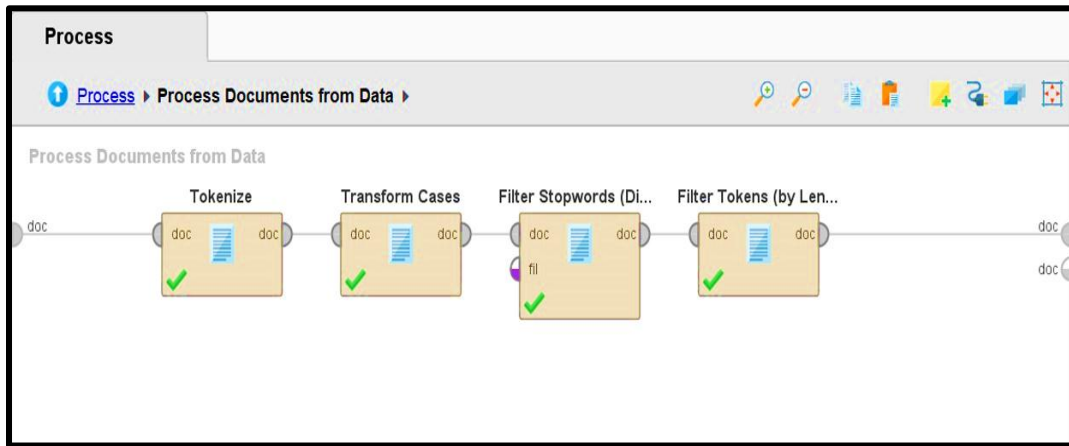 Process
Process ▸ Process Documents from Data ▸
Process Documents from Data
Tokenize Transform Cases Filter Stopwords (Di... Filter Tokens (by Len...
doc doc doc doc doc doc doc doc doc doc
fil doc